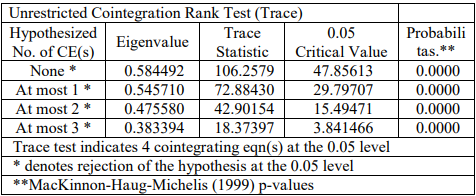 Unrestricted Cointegration Rank Test (Trace)
Hypothesized No. of CE(s) Eigenvalue Trace Statistic 0.05 Critical Value Probabili tas.**
None * 0.584492 106.2579 47.85613 0.0000
At most 1 * 0.545710 72.88430 29.79707 0.0000
At most 2 * 0.475580 42.90154 15.49471 0.0000
At most 3 * 0.383394 18.37397 3.841466 0.0000
Trace test indicates 4 cointegrating eqn(s) at the 0.05 level
* denotes rejection of the hypothesis at the 0.05 level
**MacKinnon-Haug-Michelis (1999) p-values